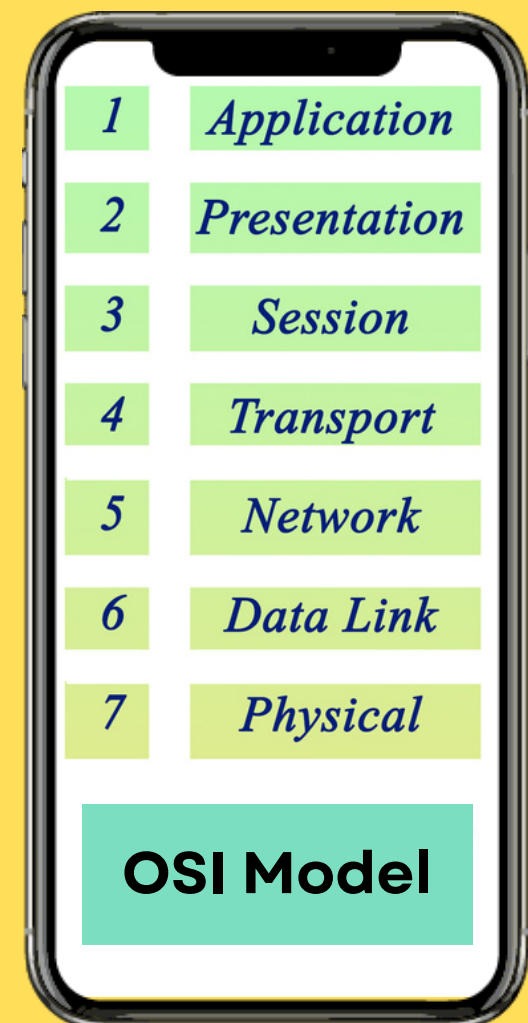 1 Application
2 Presentation
3 Session
4 Transport
5 Network
6 Data Link
7 Physical
OSI Model